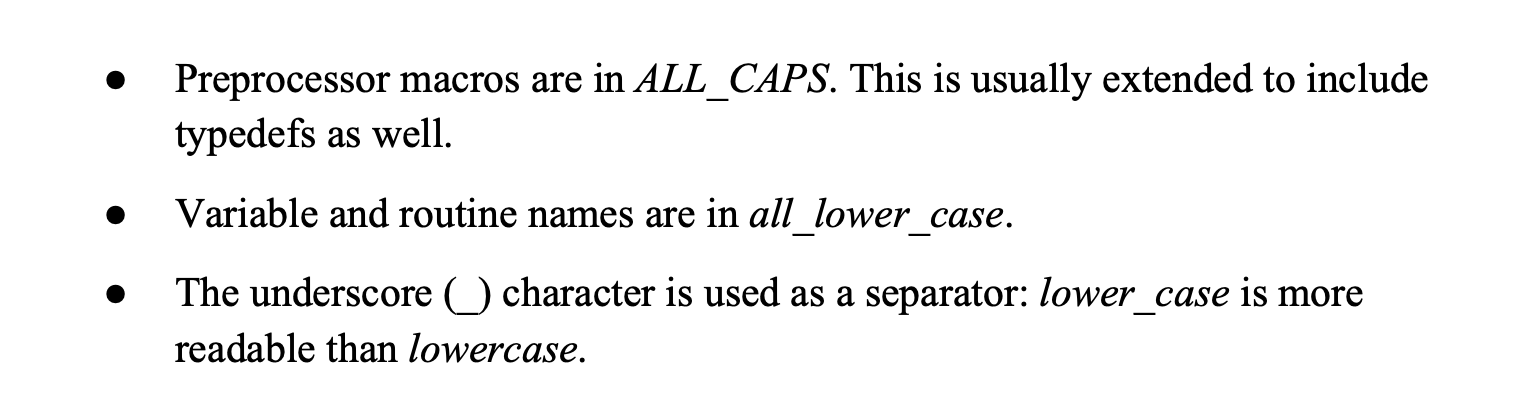 ● Preprocessor macros are in ALL_CAPS. This is usually extended to include
typedefs as well.
● Variable and routine names are in all_lower_case.
● The underscore (_) character is used as a separator: lower_case is more
readable than lowercase.